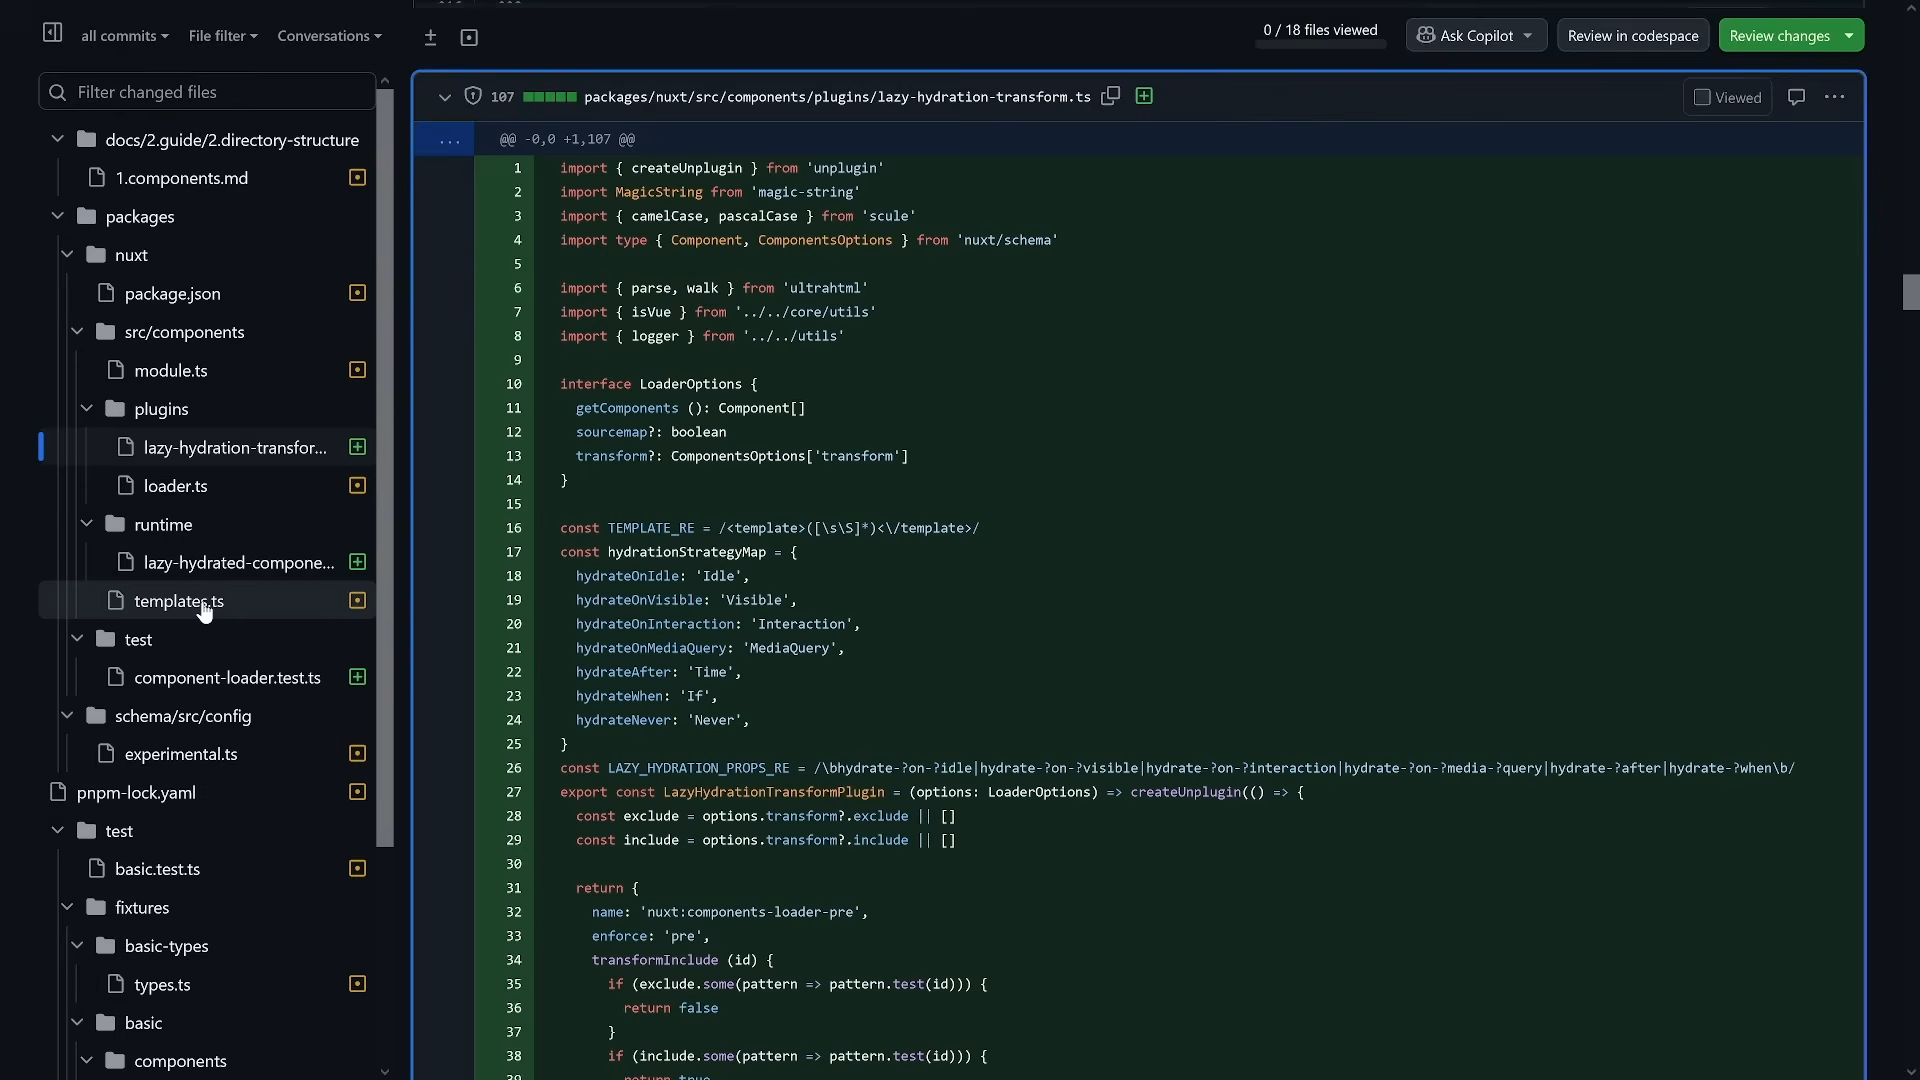 all commits
File filter
Conversations
0 / 18 files viewed
Ask Copilot
Review in codespace
Review changes
Filter changed files
docs/2.guide/2.directory-structure
1.components.md
packages
nuxt
package.json
src/components
module.ts
plugins
lazy-hydration-transfor...
loader.ts
runtime
lazy-hydrated-compone...
templates.ts
test
component-loader.test.ts
schema/src/config
experimental.ts
pnpm-lock.yaml
test
basic.test.ts
fixtures
basic-types
types.ts
basic
components
107 packages/nuxt/src/components/plugins/lazy-hydration-transform.ts
Viewed
... @@ -0,0 +1,107 @@
1 import { createUnplugin } from 'unplugin'
2 import MagicString from 'magic-string'
3 import { camelCase, pascalCase } from 'scule'
4 import type { Component, ComponentsOptions } from 'nuxt/schema'
5
6 import { parse, walk } from 'ultrahtml'
7 import { isVue } from '../../core/utils'
8 import { logger } from '../../utils'
9
10 interface LoaderOptions {
11 getComponents (): Component[]
12 sourcemap?: boolean
13 transform?: ComponentsOptions['transform']
14 }
15
16 const TEMPLATE_RE = /<template>([\s\S]*)<\/template>/
17 const hydrationStrategyMap = {
18 hydrateOnIdle: 'Idle',
19 hydrateOnVisible: 'Visible',
20 hydrateOnInteraction: 'Interaction',
21 hydrateOnMediaQuery: 'MediaQuery',
22 hydrateAfter: 'Time',
23 hydrateWhen: 'If',
24 hydrateNever: 'Never',
25 }
26 const LAZY_HYDRATION_PROPS_RE = /\bhydrate-?on-?idle|hydrate-?on-?visible|hydrate-?on-?interaction|hydrate-?on-?media-?query|hydrate-?after|hydrate-?when\b/
27 export const LazyHydrationTransformPlugin = (options: LoaderOptions) => createUnplugin(() => {
28 const exclude = options.transform?.exclude || []
29 const include = options.transform?.include || []
30
31 return {
32 name: 'nuxt:components-loader-pre',
33 enforce: 'pre',
34 transformInclude (id) {
35 if (exclude.some(pattern => pattern.test(id))) {
36 return false
37 }
38 if (include.some(pattern => pattern.test(id))) {